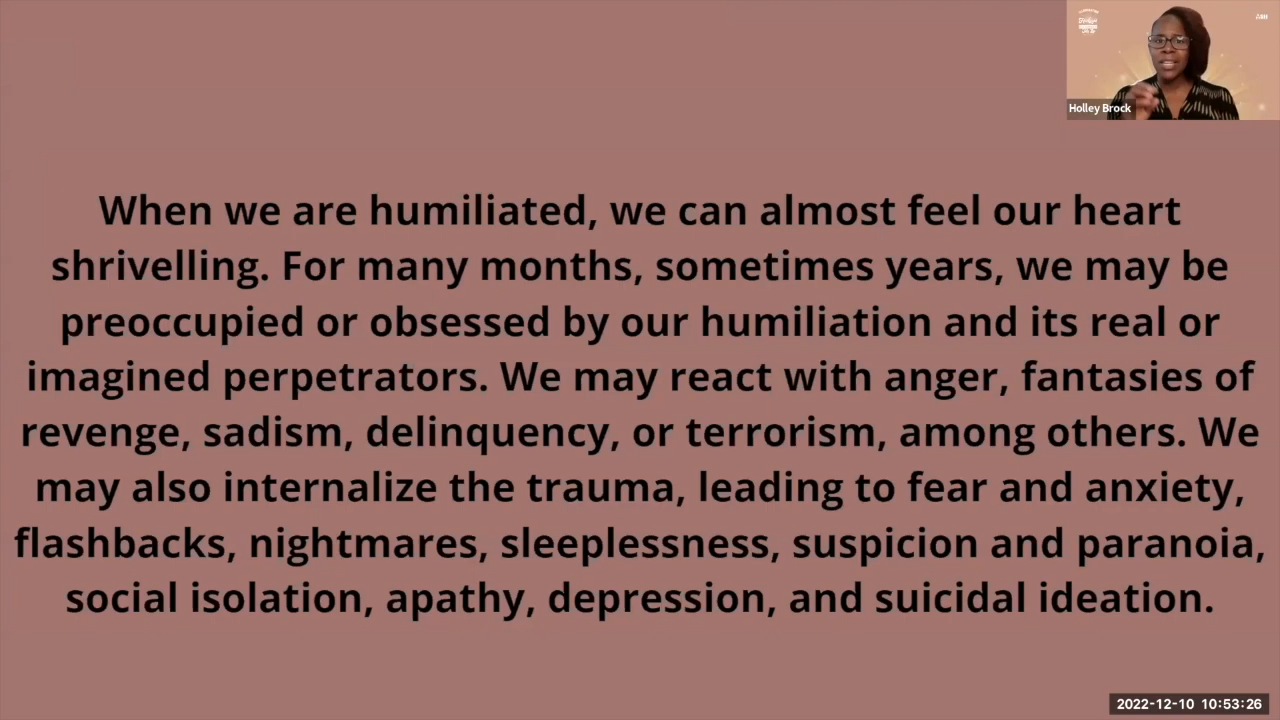 Holley Brock
When we are humiliated, we can almost feel our heart
shrivelling. For many months, sometimes years, we may be
preoccupied or obsessed by our humiliation and its real or
imagined perpetrators. We may react with anger, fantasies of
revenge, sadism, delinquency, or terrorism, among others. We
may also internalize the trauma, leading to fear and anxiety,
flashbacks, nightmares, sleeplessness, suspicion and paranoia,
social isolation, apathy, depression, and suicidal ideation.
2022-12-10 10:53:26